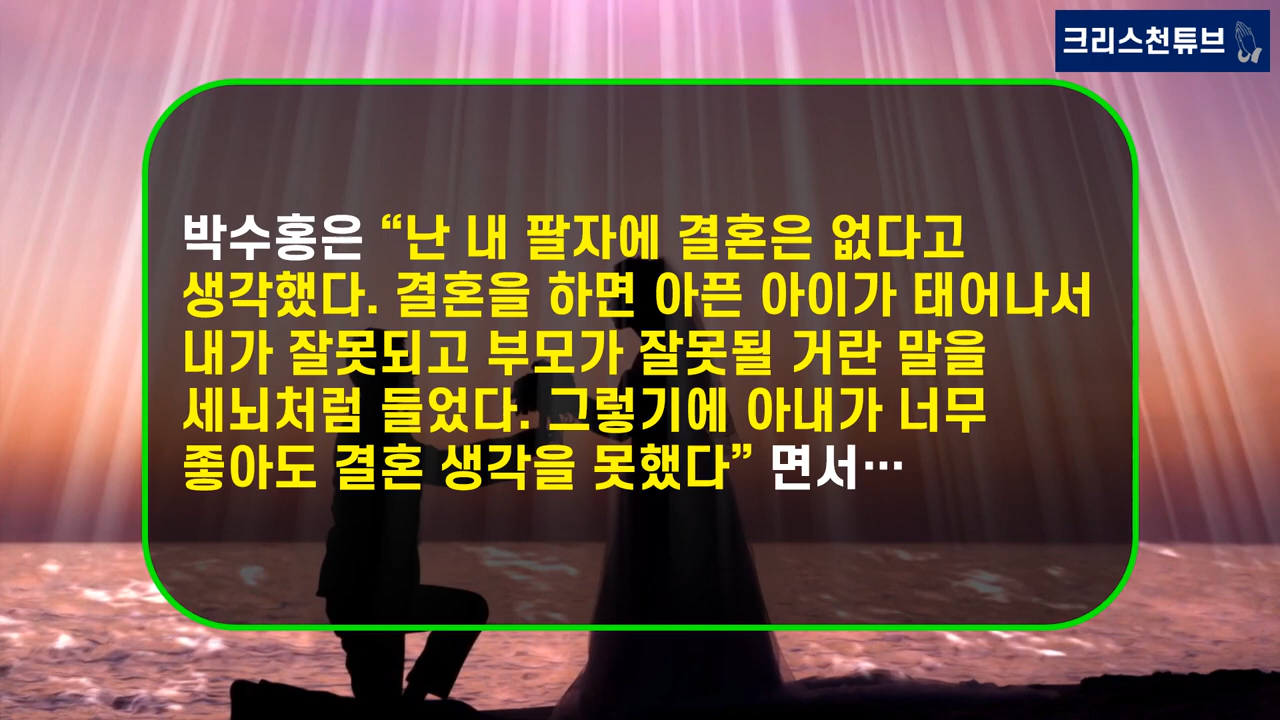 크리스천튜브
박수홍은 “난 내 팔자에 결혼은 없다고
생각했다. 결혼을 하면 아픈 아이가 태어나서
내가 잘못되고 부모가 잘못될 거란 말을
세뇌처럼 들었다. 그렇기에 아내가 너무
좋아도 결혼 생각을 못했다” 면서…